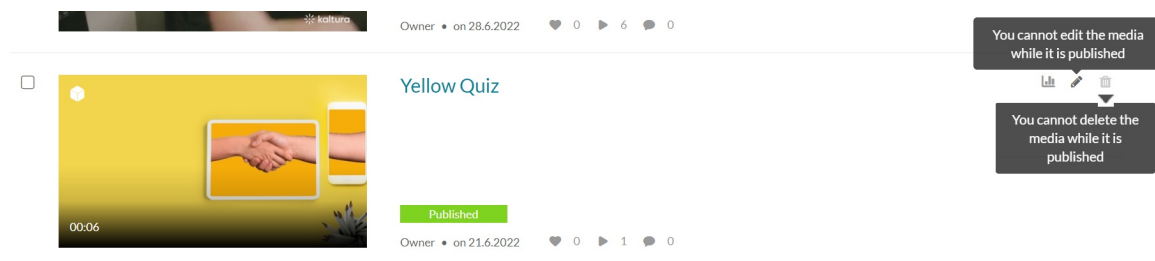 kaltura
Owner • on 28.6.2022 0 6 0
You cannot edit the media
while it is published
Yellow Quiz
You cannot delete the
media while it is
published
00:06
Published
Owner • on 21.6.2022 0 1 0